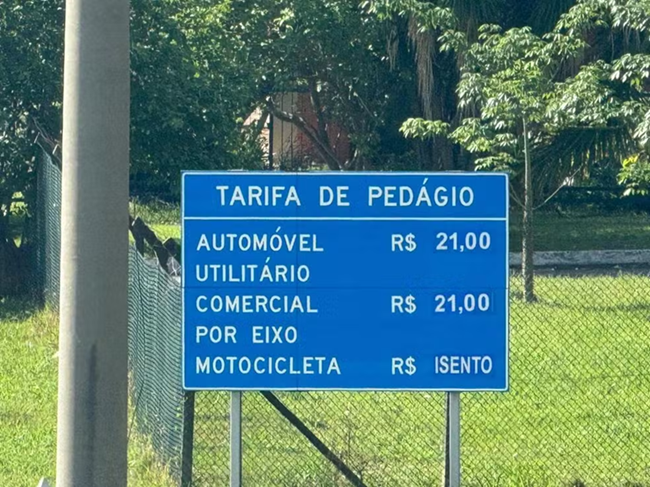 TARIFA DE PEDÁGIO
AUTOMÓVEL R$ 21,00
UTILITÁRIO
COMERCIAL R$ 21,00
POR EIXO
MOTOCICLETA R$ ISENTO